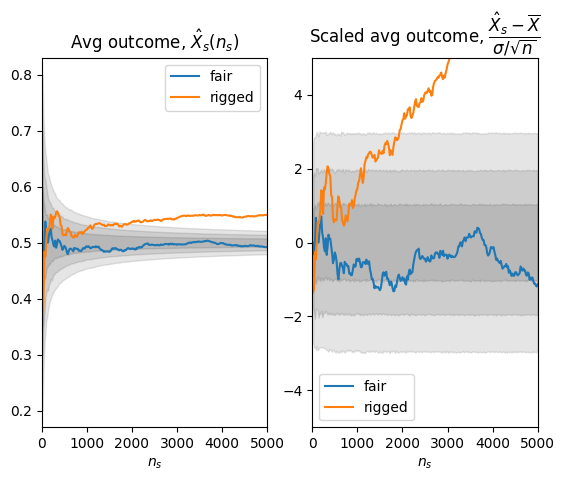 Avg outcome, X̂ₛ(nₛ)
fair
rigged
0.8
0.7
0.6
0.5
0.4
0.3
0.2
0 1000 2000 3000 4000 5000
nₛ
Scaled avg outcome, (X̂ₛ − X̅)/(σ/√n)
4
2
0
−2
−4
fair
rigged
0 1000 2000 3000 4000 5000
nₛ